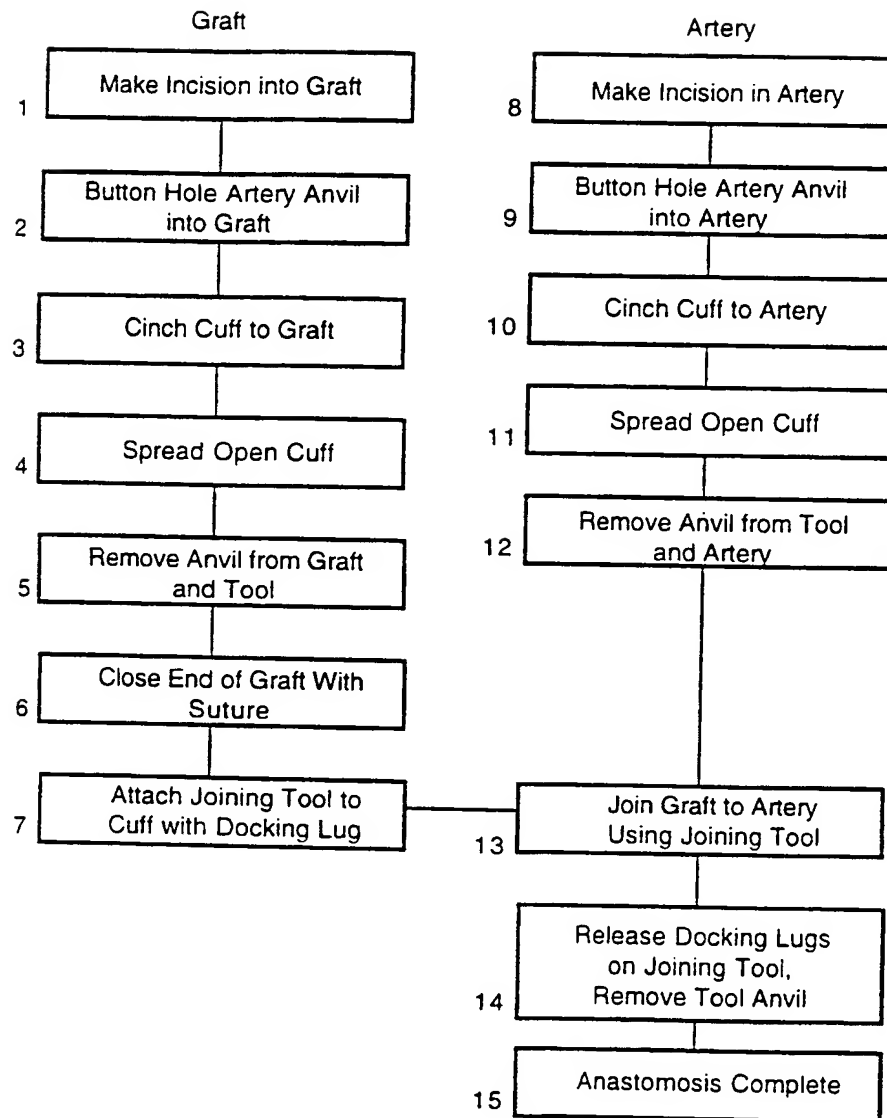 Graft
1
Make Incision into Graft
2
Button Hole Artery Anvil
into Graft
3
Cinch Cuff to Graft
4
Spread Open Cuff
5
Remove Anvil from Graft
and Tool
6
Close End of Graft With
Suture
7
Attach Joining Tool to
Cuff with Docking Lug
Artery
8
Make Incision in Artery
9
Button Hole Artery Anvil
into Artery
10
Cinch Cuff to Artery
11
Spread Open Cuff
12
Remove Anvil from Tool
and Artery
13
Join Graft to Artery
Using Joining Tool
14
Release Docking Lugs
on Joining Tool,
Remove Tool Anvil
15
Anastomosis Complete